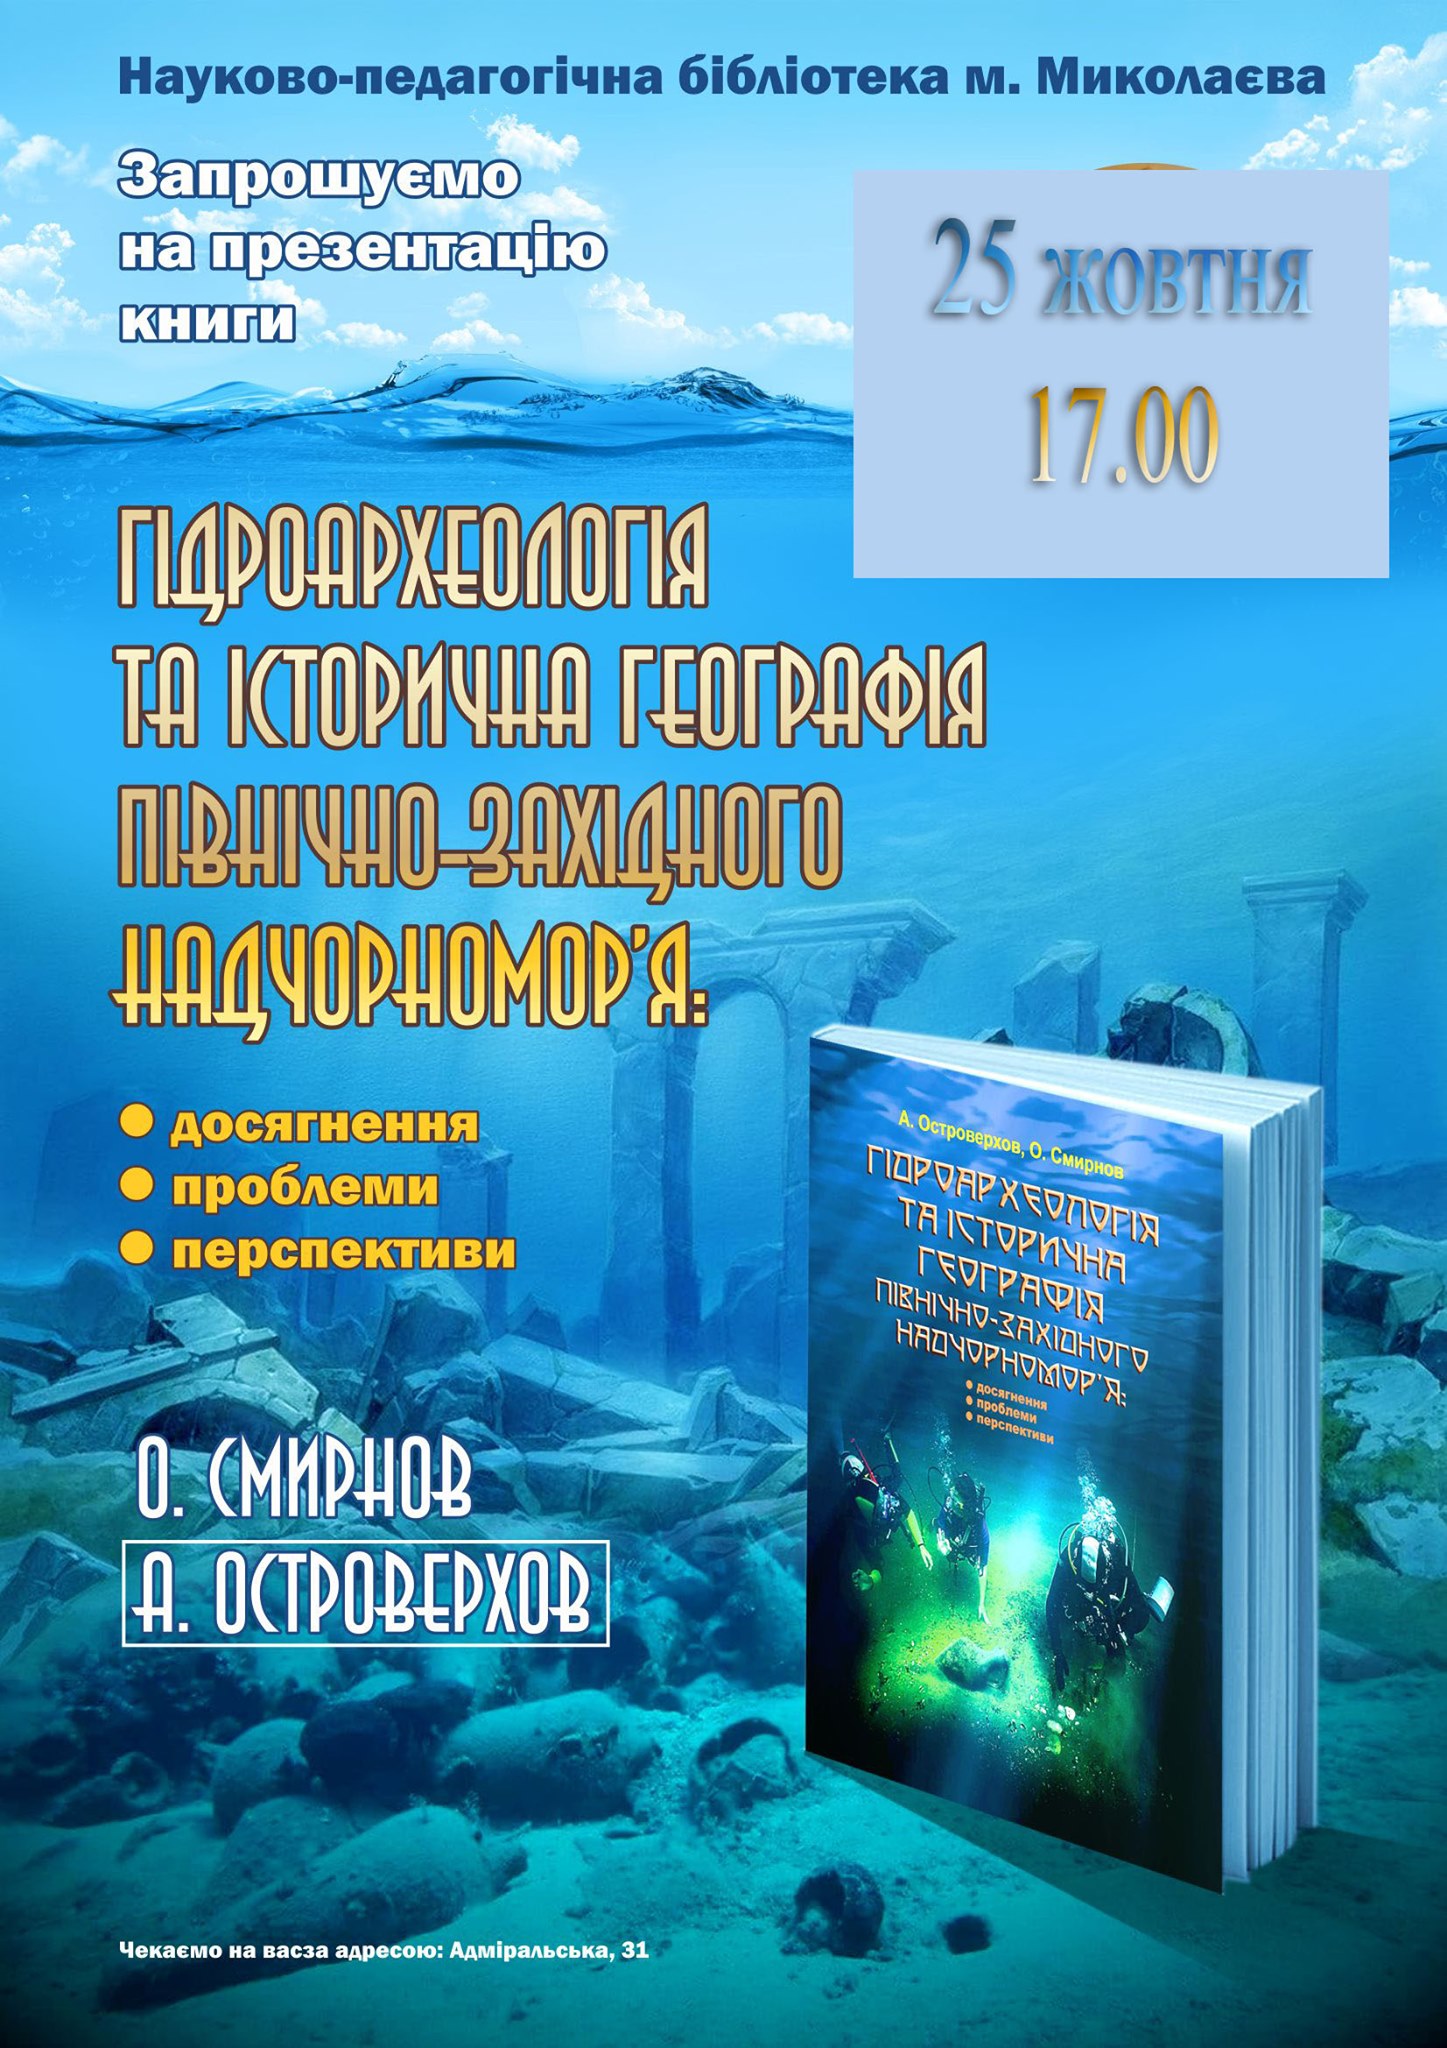 Науково-педагогічна бібліотека м. Миколаєва
Запрошуємо
на презентацію
книги
25 жовтня
17.00
ГІДРОАРХЕОЛОГІЯ
ТА ІСТОРИЧНА ГЕОГРАФІЯ
ПІВНІЧНО-ЗАХІДНОГО
НАДЧОРНОМОР'Я:
● досягнення
● проблеми
● перспективи
О. СМИРНОВ
А. ОСТРОВЕРХОВ
А. Островерхов, О. Смирнов
ГІДРОАРХЕОЛОГІЯ
ТА ІСТОРИЧНА
ГЕОГРАФІЯ
ПІВНІЧНО-ЗАХІДНОГО
НАДЧОРНОМОР'Я:
● досягнення
● проблеми
● перспективи
Чекаємо на васза адресою: Адміральська, 31